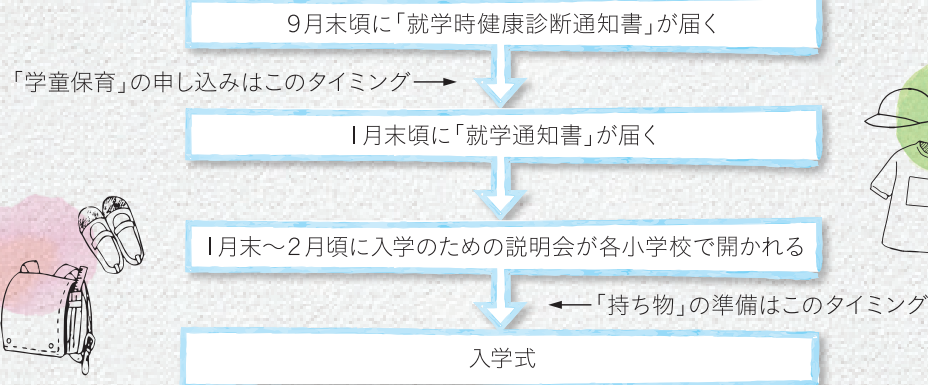 9月末頃に「就学時健康診断通知書」が届く
「学童保育」の申し込みはこのタイミング
1月末頃に「就学通知書」が届く
1月末～2月頃に入学のための説明会が各小学校で開かれる
「持ち物」の準備はこのタイミング
入学式